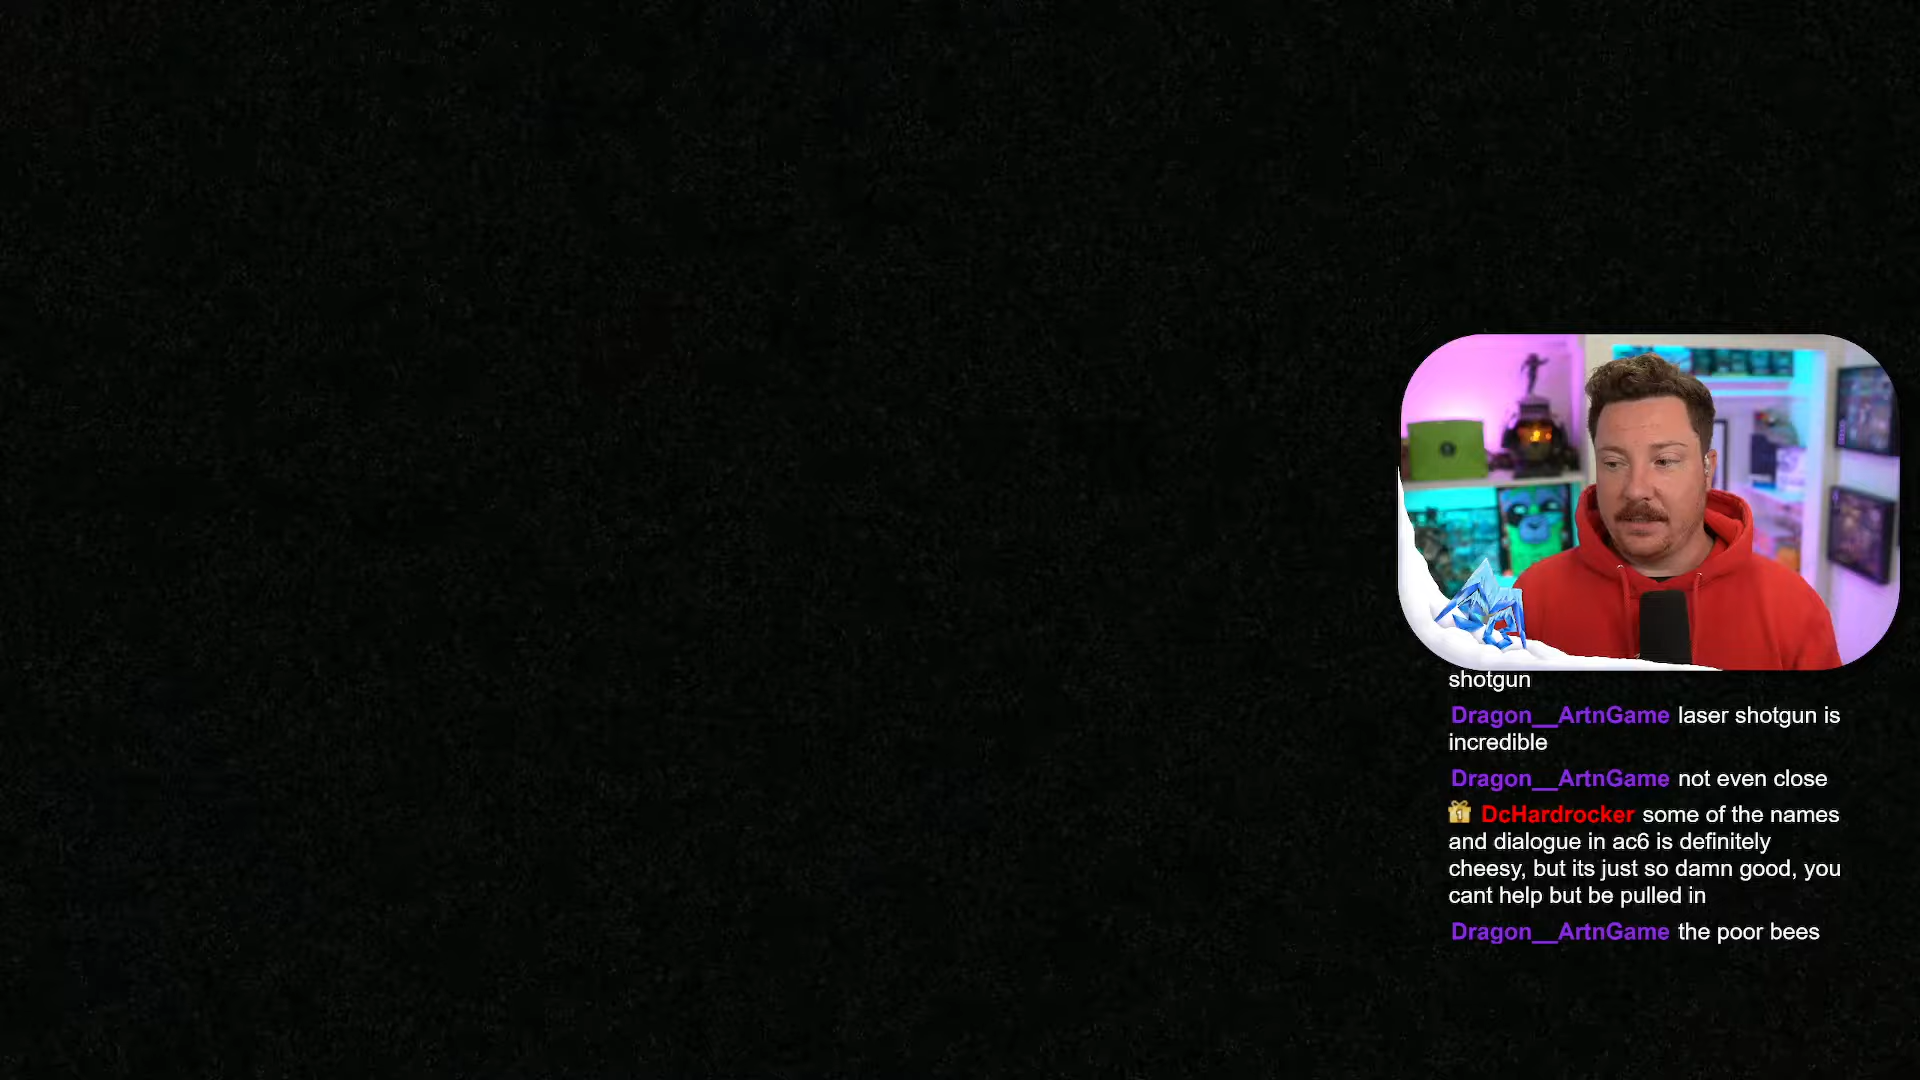 shotgun
Dragon__ArtnGame laser shotgun is
incredible
Dragon__ArtnGame not even close
DcHardrocker some of the names
and dialogue in ac6 is definitely
cheesy, but its just so damn good, you
cant help but be pulled in
Dragon__ArtnGame the poor bees